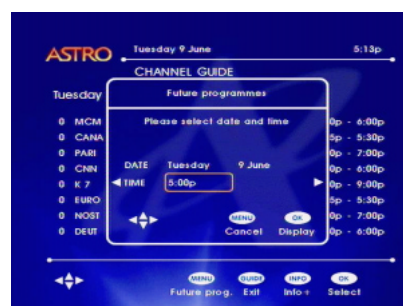 ASTRO Tuesday 9 June 5:13p
CHANNEL GUIDE
Tuesday Future programmes
0 MCM Please select date and time 0p - 6:00p
0 CANA 5p - 5:30p
0 PARI 0p - 7:00p
0 CNN DATE Tuesday 9 June 0p - 6:00p
0 K 7 TIME 5:00p 0p - 9:00p
0 EURO 5p - 5:30p
0 NOST MENU OK 0p - 7:00p
0 DEUT Cancel Display 0p - 6:00p
MENU GUIDE INFO OK
Future prog. Exit Info+ Select